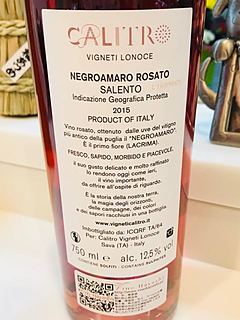 CALITRO
VIGNETI LONOCE
NEGROAMARO ROSATO
SALENTO
Indicazione Geografica Protetta
2015
PRODUCT OF ITALY
Vino rosato, ottenuto dalle uve del vitigno
più antico della puglia il "NEGROAMARO".
È il primo fiore (LACRIMA).
FRESCO, SAPIDO, MORBIDO E PIACEVOLE,
il suo gusto delicato e molto raffinato
lo rendono oggi come ieri,
il vino importante,
da offrire all'ospite di riguardo.
È la storia della nostra terra,
la magia degli orizzonti,
delle campagne, dei colori
e dei sapori racchiusi in una bottiglia.
www.vigneticalitro.it
Imbottigliato da: ICQRF TA/84
Per: Calitro Vigneti Lonoce
Sava (TA) - Italy
750 ml e alc. 12,5% vol
CONTIENE SOLFITI - CONTAINS SULPHITES